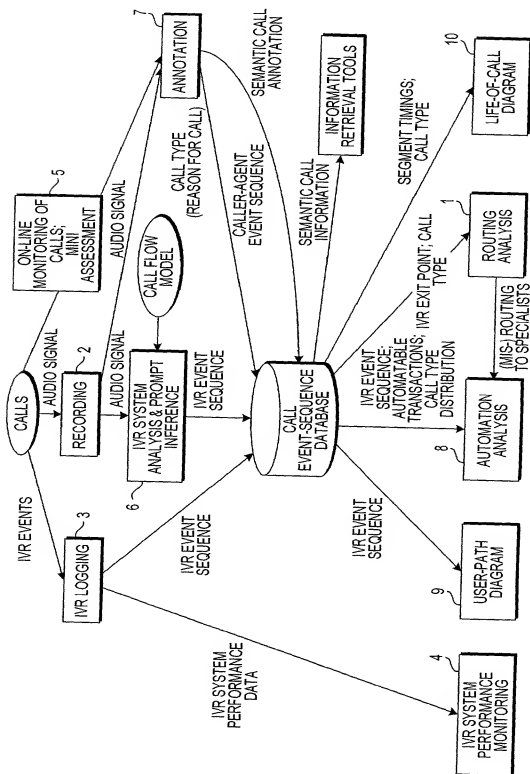 CALLS
ON-LINE
MONITORING OF
CALLS;
MINI
ASSESSMENT
5
IVR EVENTS
AUDIO SIGNAL
AUDIO SIGNAL
IVR LOGGING
3
RECORDING
2
AUDIO SIGNAL
CALL FLOW
MODEL
ANNOTATION
7
IVR SYSTEM
ANALYSIS & PROMPT
INFERENCE
6
CALL TYPE
(REASON FOR CALL)
CALLER-AGENT
EVENT SEQUENCE
SEMANTIC CALL
ANNOTATION
IVR EVENT
SEQUENCE
IVR EVENT
SEQUENCE
CALL
EVENT-SEQUENCE
DATABASE
SEMANTIC CALL
INFORMATION
INFORMATION
RETRIEVAL TOOLS
IVR SYSTEM
PERFORMANCE
DATA
IVR EVENT
SEQUENCE
IVR EVENT
SEQUENCE;
AUTOMATABLE
TRANSACTIONS;
CALL TYPE
DISTRIBUTION
IVR EXIT POINT; CALL
TYPE
SEGMENT TIMINGS;
CALL TYPE
4
IVR SYSTEM
PERFORMANCE
MONITORING
9
USER-PATH
DIAGRAM
8
AUTOMATION
ANALYSIS
(MIS-) ROUTING
TO SPECIALISTS
1
ROUTING
ANALYSIS
10
LIFE-OF-CALL
DIAGRAM